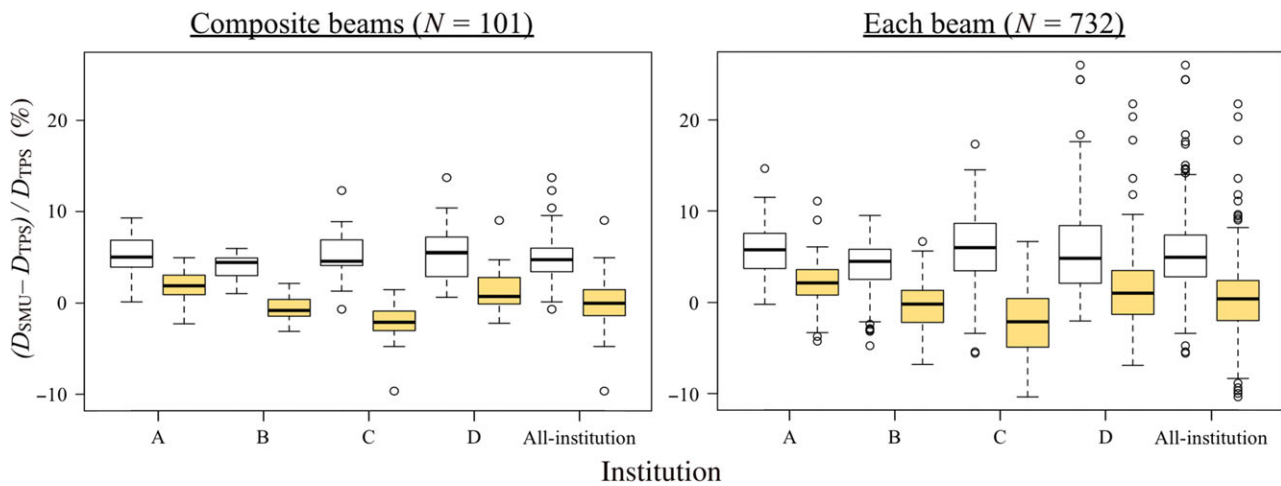 Composite beams (N = 101)
Each beam (N = 732)
(DSMU− DTPS) / DTPS (%)
20
10
0
−10
A
B
C
D
All-institution
20
10
0
−10
A
B
C
D
All-institution
Institution